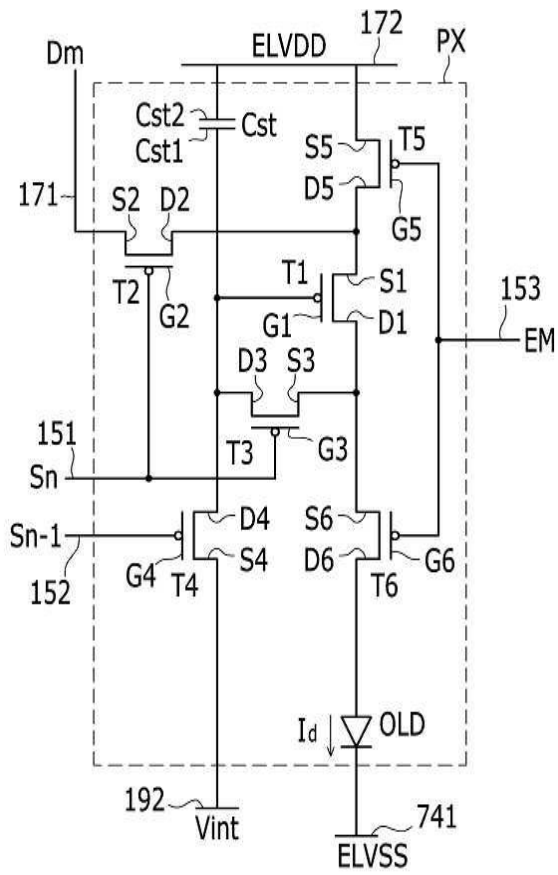 ELVDD
172
PX
Dm
Cst2
Cst
Cst1
S5
T5
171
S2
D2
D5
G5
T1
S1
T2
G2
G1
D1
153
EM
D3
S3
151
T3
G3
Sn
Sn-1
D4
S6
G4
T4
S4
D6
T6
G6
152
Id
OLD
192
Vint
741
ELVSS